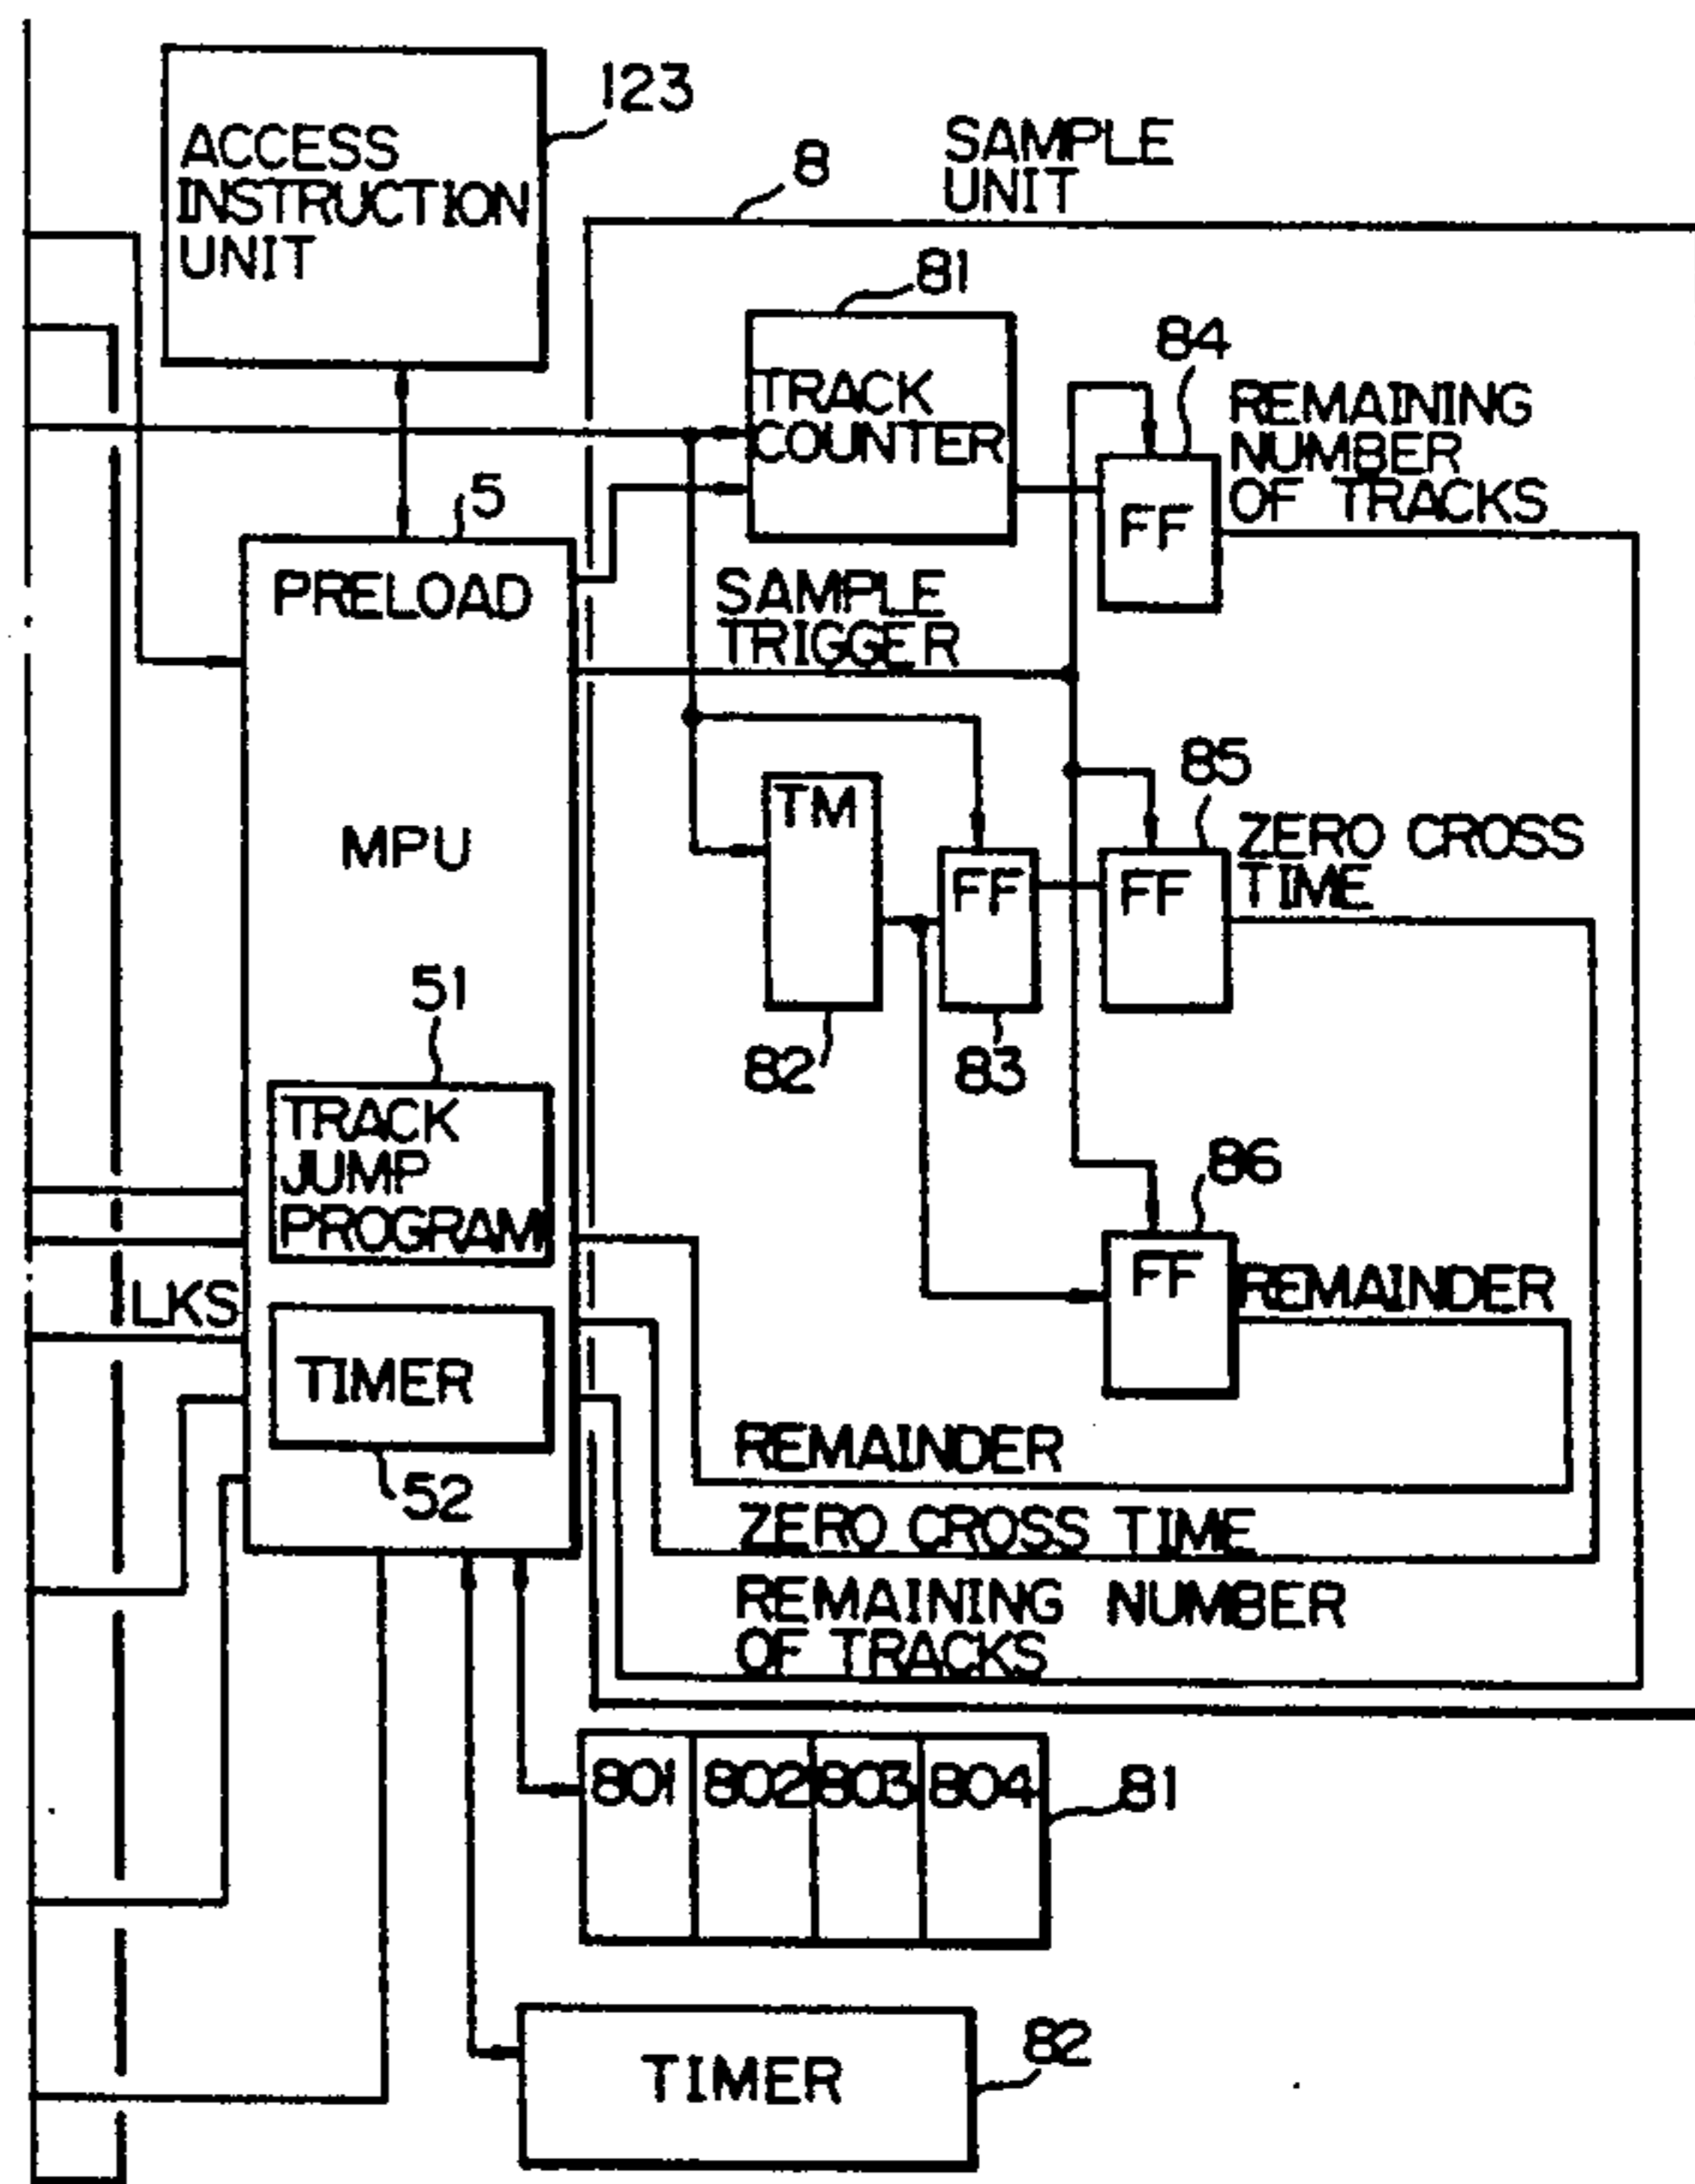 123
ACCESS
INSTRUCTION
UNIT
8
SAMPLE
UNIT
81
TRACK
COUNTER
84
REMAINING
NUMBER
OF TRACKS
FF
5
PRELOAD
SAMPLE
TRIGGER
MPU
TM
82
FF
83
85
FF
ZERO CROSS
TIME
51
TRACK
JUMP
PROGRAM
86
FF
REMAINDER
LKS
TIMER
52
REMAINDER
ZERO CROSS TIME
REMAINING NUMBER
OF TRACKS
801 802 803 804
81
TIMER
82